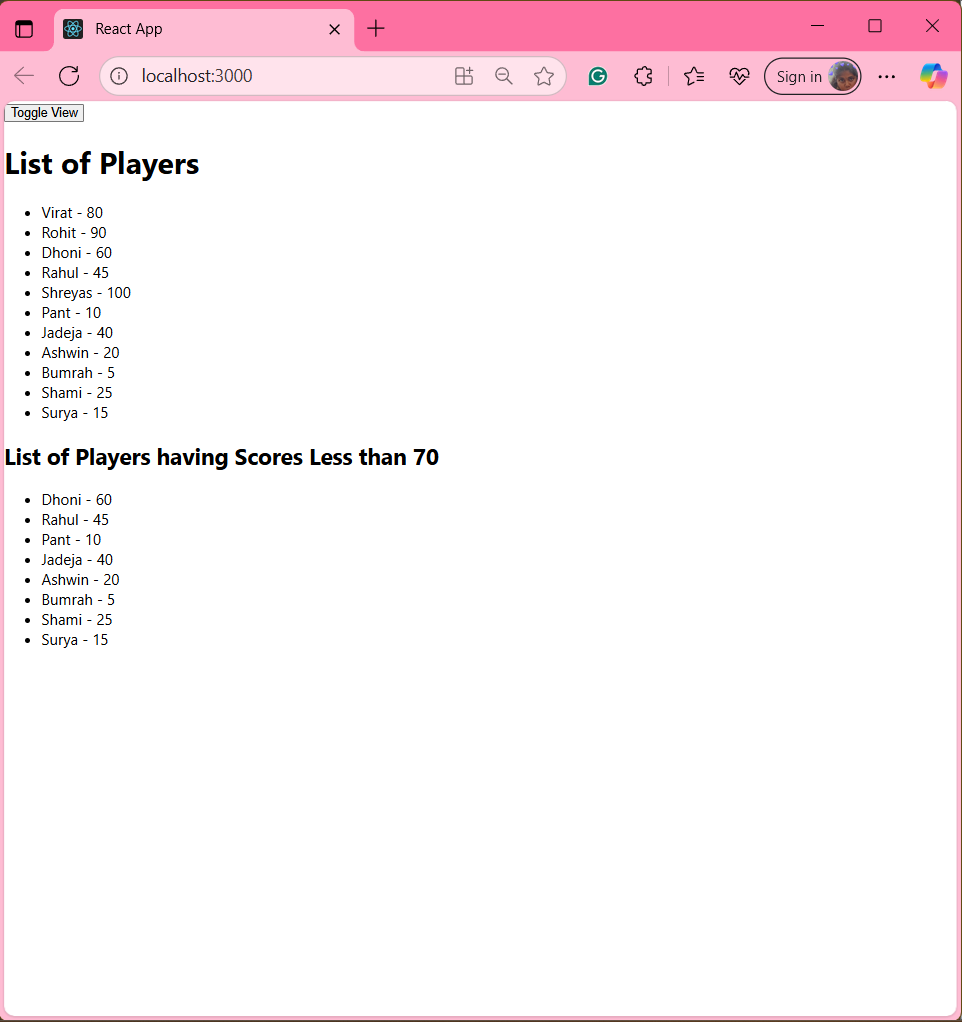 React App
localhost:3000
Sign in
Toggle View
List of Players
Virat - 80
Rohit - 90
Dhoni - 60
Rahul - 45
Shreyas - 100
Pant - 10
Jadeja - 40
Ashwin - 20
Bumrah - 5
Shami - 25
Surya - 15
List of Players having Scores Less than 70
Dhoni - 60
Rahul - 45
Pant - 10
Jadeja - 40
Ashwin - 20
Bumrah - 5
Shami - 25
Surya - 15